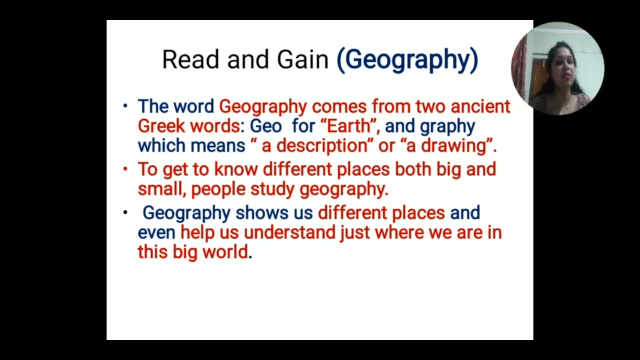 Read and Gain (Geography)
• The word Geography comes from two ancient
Greek words: Geo for “Earth”, and graphy
which means “ a description” or “a drawing”.
• To get to know different places both big and
small, people study geography.
• Geography shows us different places and
even help us understand just where we are in
this big world.